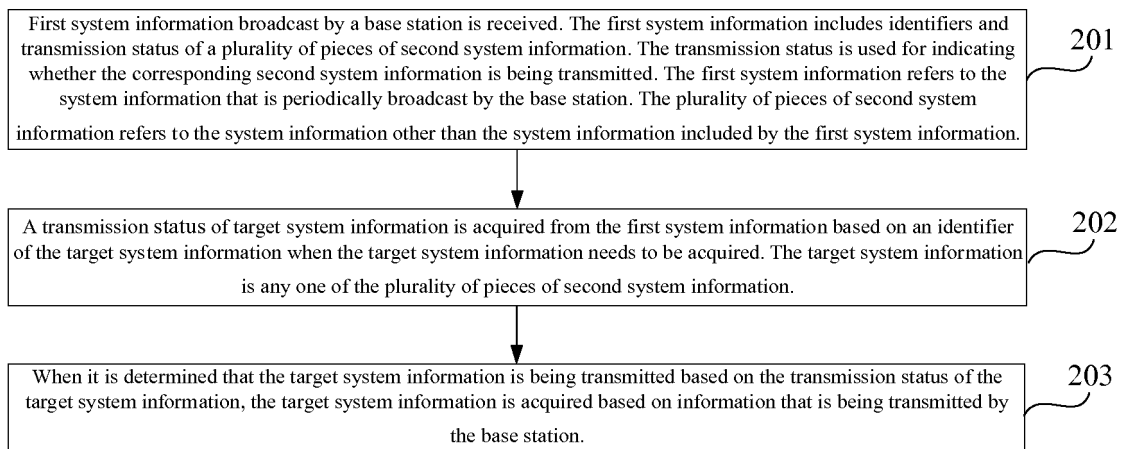 First system information broadcast by a base station is received. The first system information includes identifiers and
transmission status of a plurality of pieces of second system information. The transmission status is used for indicating
whether the corresponding second system information is being transmitted. The first system information refers to the
system information that is periodically broadcast by the base station. The plurality of pieces of second system
information refers to the system information other than the system information included by the first system information.
201
A transmission status of target system information is acquired from the first system information based on an identifier
of the target system information when the target system information needs to be acquired. The target system information
is any one of the plurality of pieces of second system information.
202
When it is determined that the target system information is being transmitted based on the transmission status of the
target system information, the target system information is acquired based on information that is being transmitted by
the base station.
203